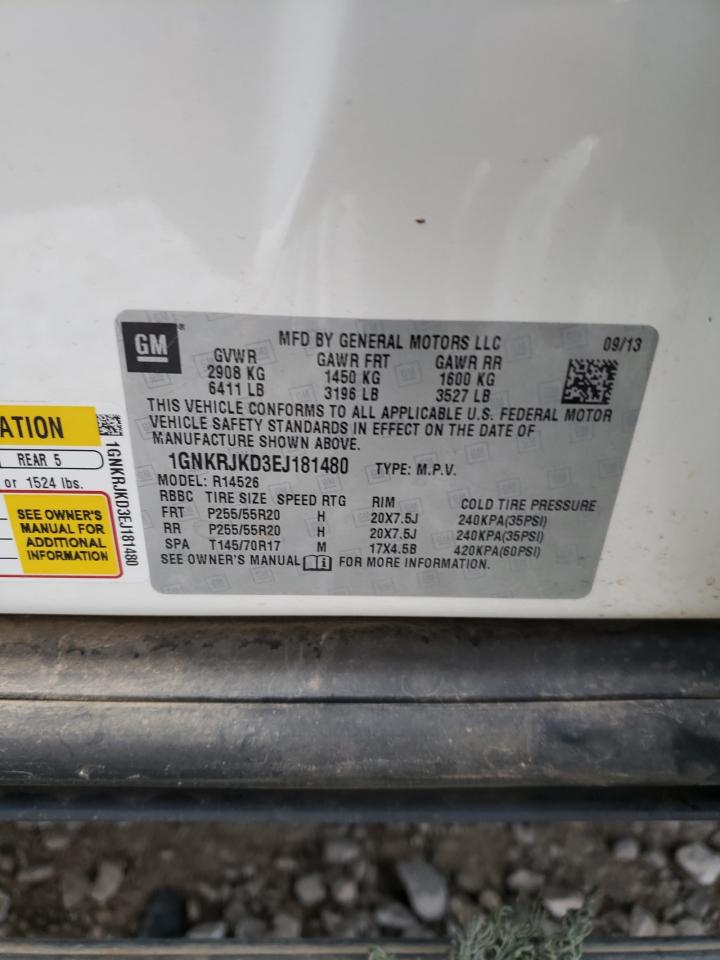 GM®
MFD BY GENERAL MOTORS LLC 09/13
GVWR GAWR FRT GAWR RR
2908 KG 1450 KG 1600 KG
6411 LB 3196 LB 3527 LB
THIS VEHICLE CONFORMS TO ALL APPLICABLE U.S. FEDERAL MOTOR
VEHICLE SAFETY STANDARDS IN EFFECT ON THE DATE OF
MANUFACTURE SHOWN ABOVE.
1GNKRJKD3EJ181480 TYPE: M.P.V.
MODEL: R14526
RBBC TIRE SIZE SPEED RTG RIM COLD TIRE PRESSURE
FRT P255/55R20 H 20X7.5J 240KPA(35PSI)
RR P255/55R20 H 20X7.5J 240KPA(35PSI)
SPA T145/70R17 M 17X4.5B 420KPA(60PSI)
SEE OWNER'S MANUAL FOR MORE INFORMATION.
ATION
REAR 5
or 1524 lbs.
SEE OWNER'S
MANUAL FOR
ADDITIONAL
INFORMATION
1GNKRJKD3EJ181480